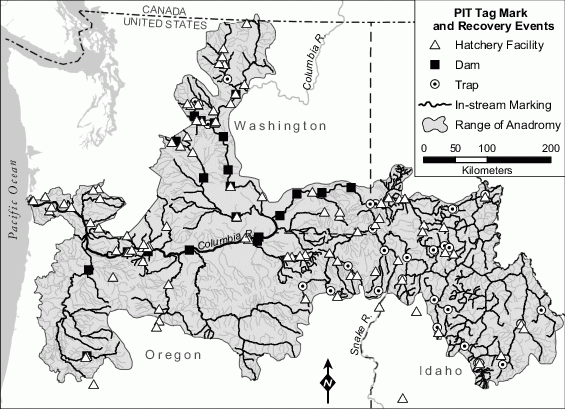 CANADA
UNITED STATES
PIT Tag Mark
and Recovery Events
Hatchery Facility
Dam
Trap
In-stream Marking
Range of Anadromy
0 50 100 200
Kilometers
Columbia R.
Washington
Pacific Ocean
Columbia R.
Snake R.
Oregon
N
Idaho